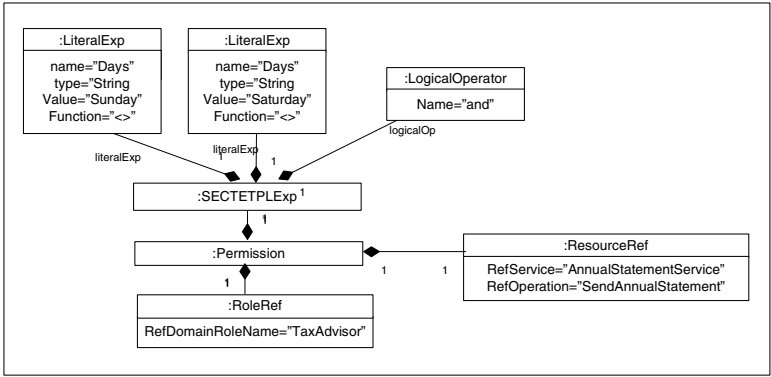 :LiteralExp
name="Days"
type="String
Value="Sunday"
Function="<>"
:LiteralExp
name="Days"
type="String
Value="Saturday"
Function="<>"
:LogicalOperator
Name="and"
literalExp
1
literalExp
1
logicalOp
:SECTETPLExp
1
1
:Permission
1
1
1
:ResourceRef
RefService="AnnualStatementService"
RefOperation="SendAnnualStatement"
:RoleRef
RefDomainRoleName="TaxAdvisor"